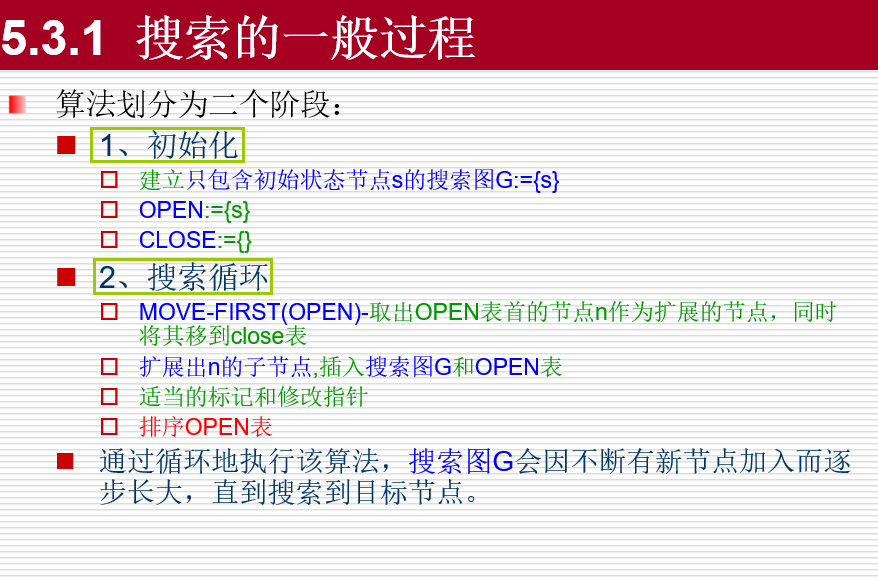 5.3.1 搜索的一般过程
算法划分为二个阶段：
1、初始化
建立只包含初始状态节点s的搜索图G:={s}
OPEN:={s}
CLOSE:={}
2、搜索循环
MOVE-FIRST(OPEN)-取出OPEN表首的节点n作为扩展的节点，同时
将其移到close表
扩展出n的子节点,插入搜索图G和OPEN表
适当的标记和修改指针
排序OPEN表
通过循环地执行该算法，搜索图G会因不断有新节点加入而逐
步长大，直到搜索到目标节点。